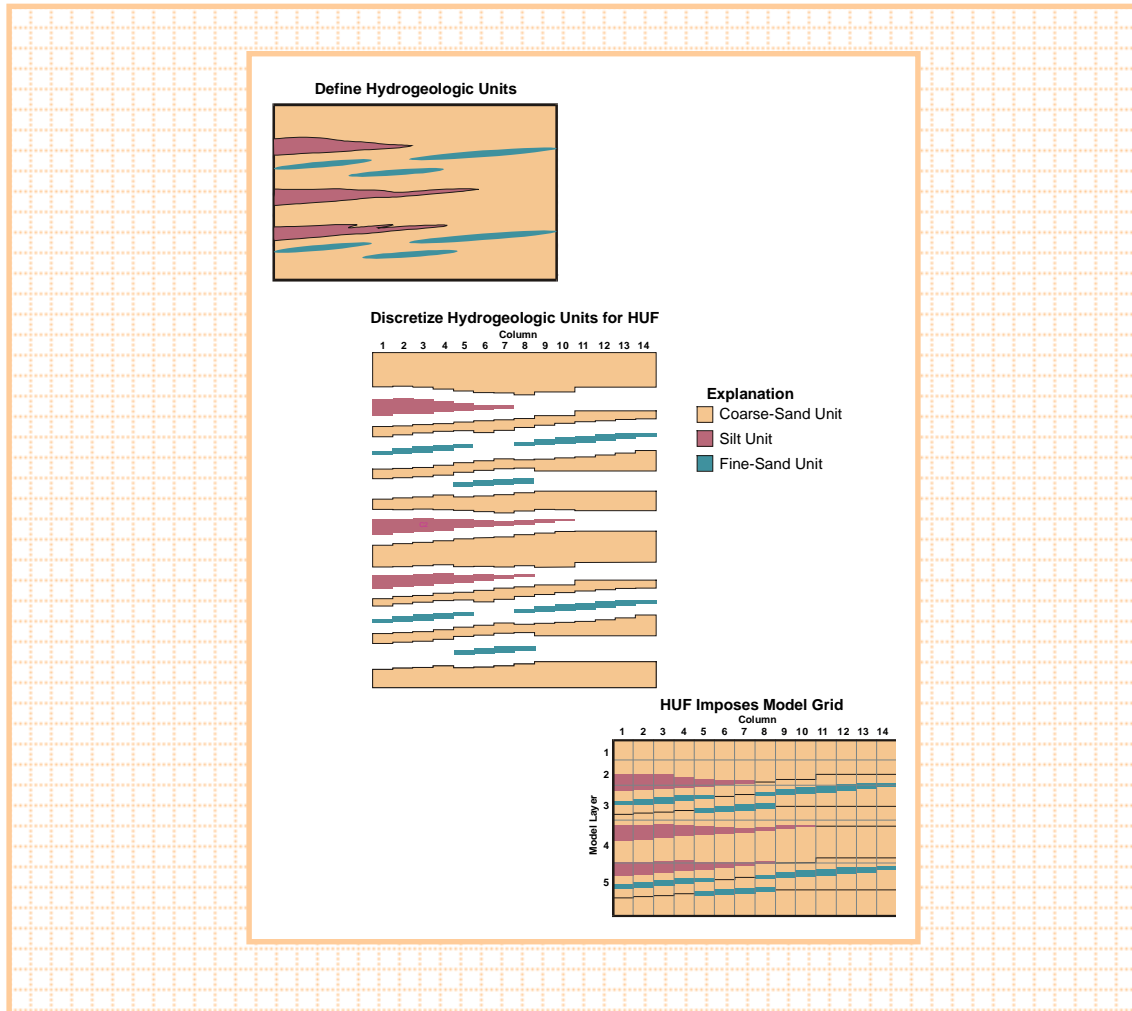 Define Hydrogeologic Units
Discretize Hydrogeologic Units for HUF
Column
1 2 3 4 5 6 7 8 9 10 11 12 13 14
Explanation
Coarse-Sand Unit
Silt Unit
Fine-Sand Unit
HUF Imposes Model Grid
Column
1 2 3 4 5 6 7 8 9 10 11 12 13 14
Model Layer
1
2
3
4
5